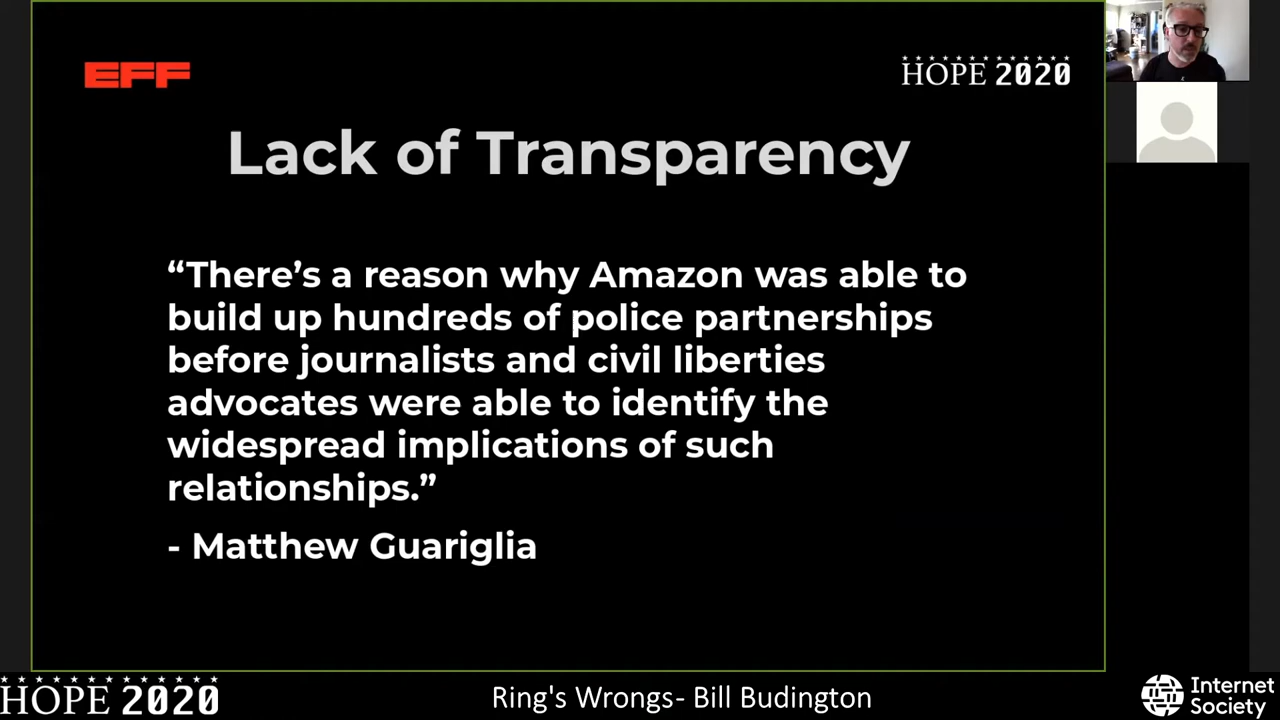 EFF
HOPE 2020
Lack of Transparency
“There’s a reason why Amazon was able to
build up hundreds of police partnerships
before journalists and civil liberties
advocates were able to identify the
widespread implications of such
relationships.”
- Matthew Guariglia
HOPE 2020
Ring's Wrongs- Bill Budington
Internet
Society